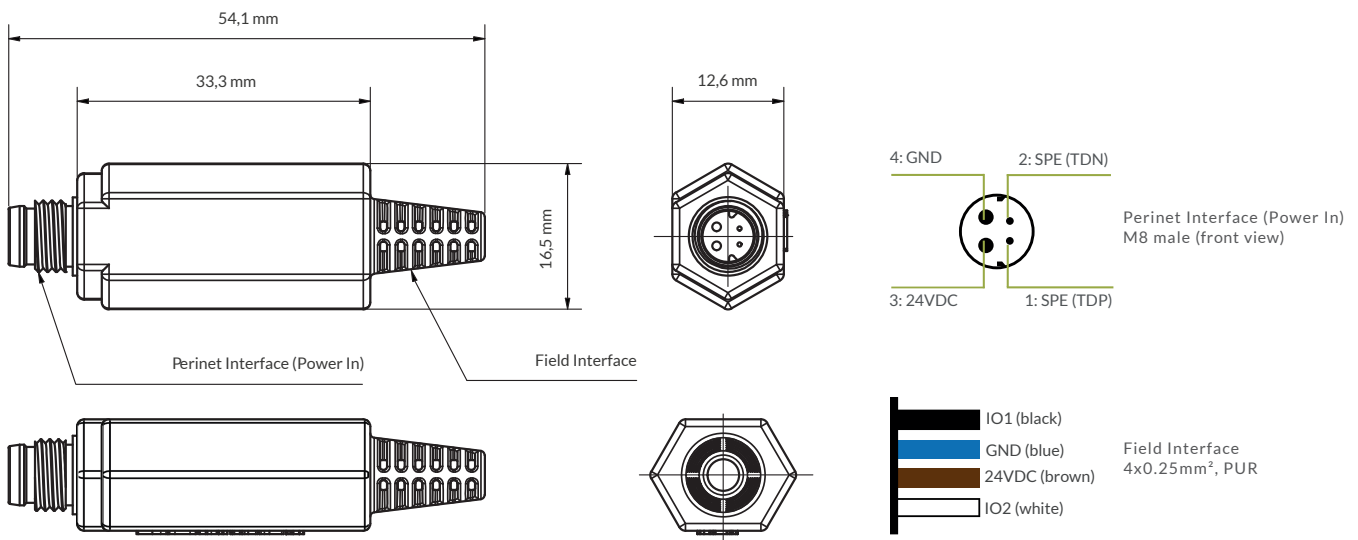 54,1 mm
33,3 mm
12,6 mm
16,5 mm
4: GND
2: SPE (TDN)
Perinet Interface (Power In)
M8 male (front view)
3: 24VDC
1: SPE (TDP)
Perinet Interface (Power In)
Field Interface
IO1 (black)
GND (blue)
24VDC (brown)
IO2 (white)
Field Interface
4x0.25mm², PUR